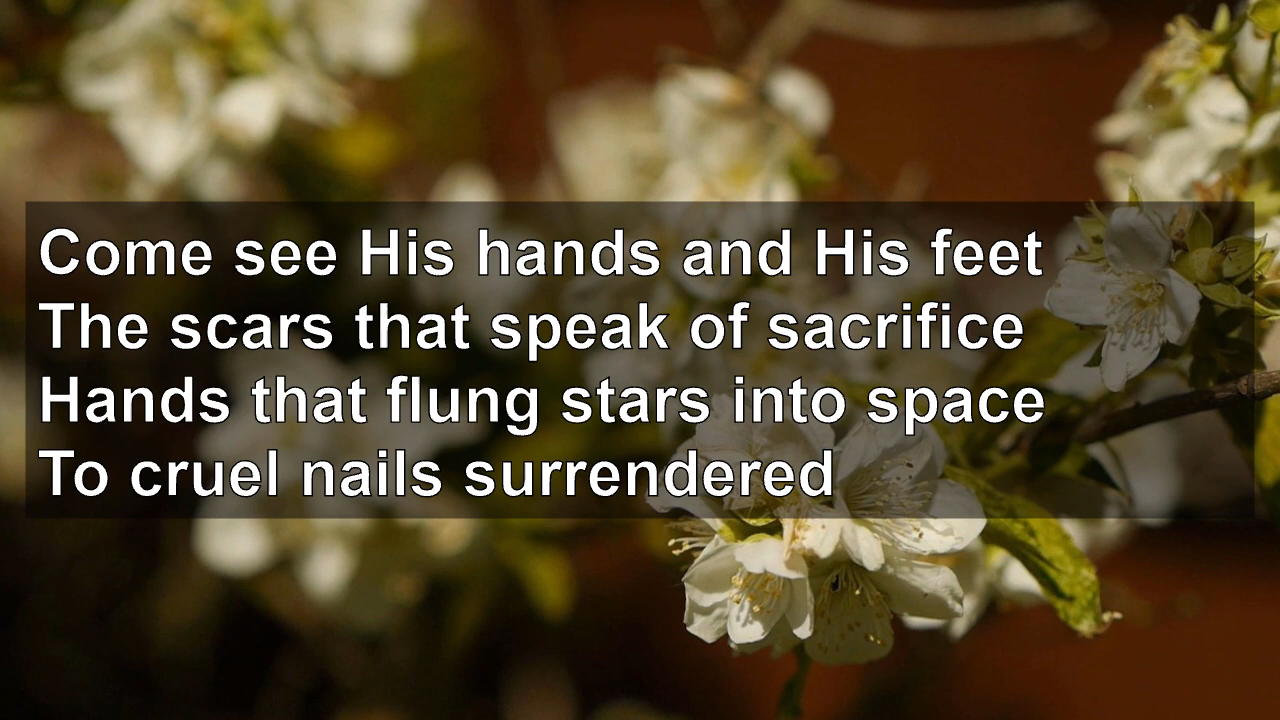 Come see His hands and His feet
The scars that speak of sacrifice
Hands that flung stars into space
To cruel nails surrendered